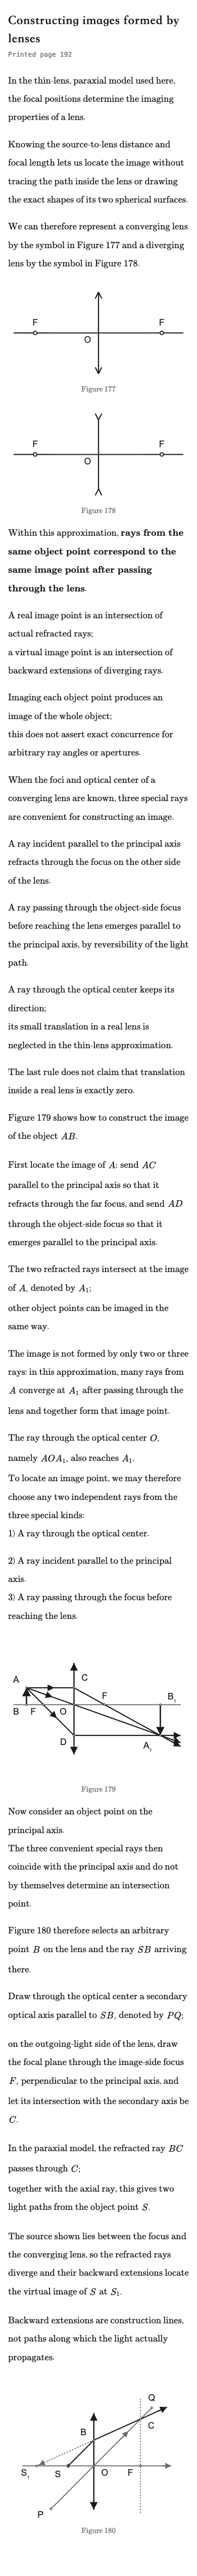 Constructing images formed by
lenses
Printed page 192
In the thin-lens, paraxial model used here,
the focal positions determine the imaging
properties of a lens.
Knowing the source-to-lens distance and
focal length lets us locate the image without
tracing the path inside the lens or drawing
the exact shapes of its two spherical surfaces.
We can therefore represent a converging lens
by the symbol in Figure 177 and a diverging
lens by the symbol in Figure 178.
F F
O
Figure 177
F F
O
Figure 178
Within this approximation, rays from the
same object point correspond to the
same image point after passing
through the lens.
A real image point is an intersection of
actual refracted rays;
a virtual image point is an intersection of
backward extensions of diverging rays.
Imaging each object point produces an
image of the whole object;
this does not assert exact concurrence for
arbitrary ray angles or apertures.
When the foci and optical center of a
converging lens are known, three special rays
are convenient for constructing an image.
A ray incident parallel to the principal axis
refracts through the focus on the other side
of the lens.
A ray passing through the object-side focus
before reaching the lens emerges parallel to
the principal axis, by reversibility of the light
path.
A ray through the optical center keeps its
direction;
its small translation in a real lens is
neglected in the thin-lens approximation.
The last rule does not claim that translation
inside a real lens is exactly zero.
Figure 179 shows how to construct the image
of the object AB.
First locate the image of A: send AC
parallel to the principal axis so that it
refracts through the far focus, and send AD
through the object-side focus so that it
emerges parallel to the principal axis.
The two refracted rays intersect at the image
of A, denoted by A₁;
other object points can be imaged in the
same way.
The image is not formed by only two or three
rays: in this approximation, many rays from
A converge at A₁ after passing through the
lens and together form that image point.
The ray through the optical center O,
namely AOA₁, also reaches A₁.
To locate an image point, we may therefore
choose any two independent rays from the
three special kinds:
1) A ray through the optical center.
2) A ray incident parallel to the principal
axis.
3) A ray passing through the focus before
reaching the lens.
A C
F B₁
B F O
D A₁
Figure 179
Now consider an object point on the
principal axis.
The three convenient special rays then
coincide with the principal axis and do not
by themselves determine an intersection
point.
Figure 180 therefore selects an arbitrary
point B on the lens and the ray SB arriving
there.
Draw through the optical center a secondary
optical axis parallel to SB, denoted by PQ;
on the outgoing-light side of the lens, draw
the focal plane through the image-side focus
F, perpendicular to the principal axis, and
let its intersection with the secondary axis be
C.
In the paraxial model, the refracted ray BC
passes through C;
together with the axial ray, this gives two
light paths from the object point S.
The source shown lies between the focus and
the converging lens, so the refracted rays
diverge and their backward extensions locate
the virtual image of S at S₁.
Backward extensions are construction lines,
not paths along which the light actually
propagates.
Q
B C
S₁ S O F
P
Figure 180